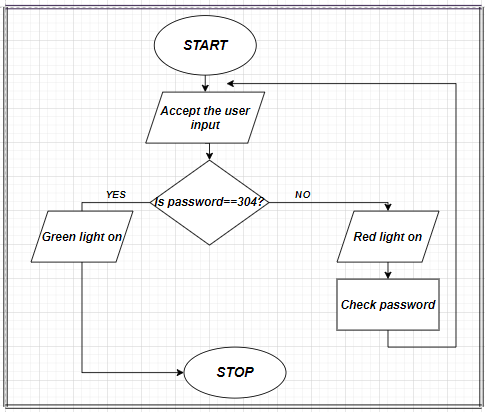 START
Accept the user
input
Is password==304?
YES
NO
Green light on
Red light on
Check password
STOP